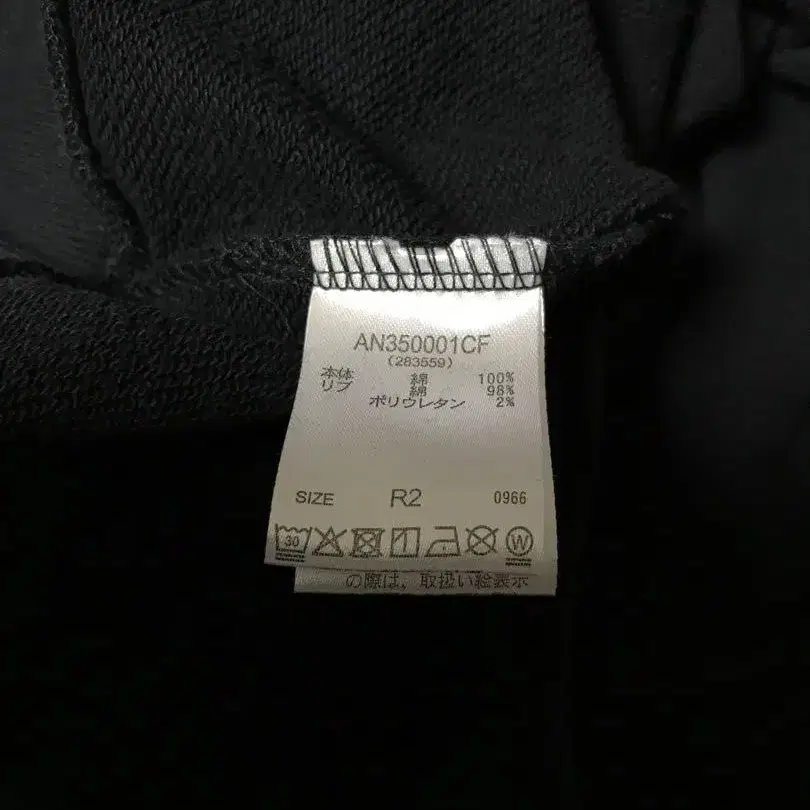 AN350001CF
(283559)
本体 綿 100%
リブ 綿 98%
ポリウレタン 2%
SIZE R2 0966
30 W
の際は、取扱い絵表示